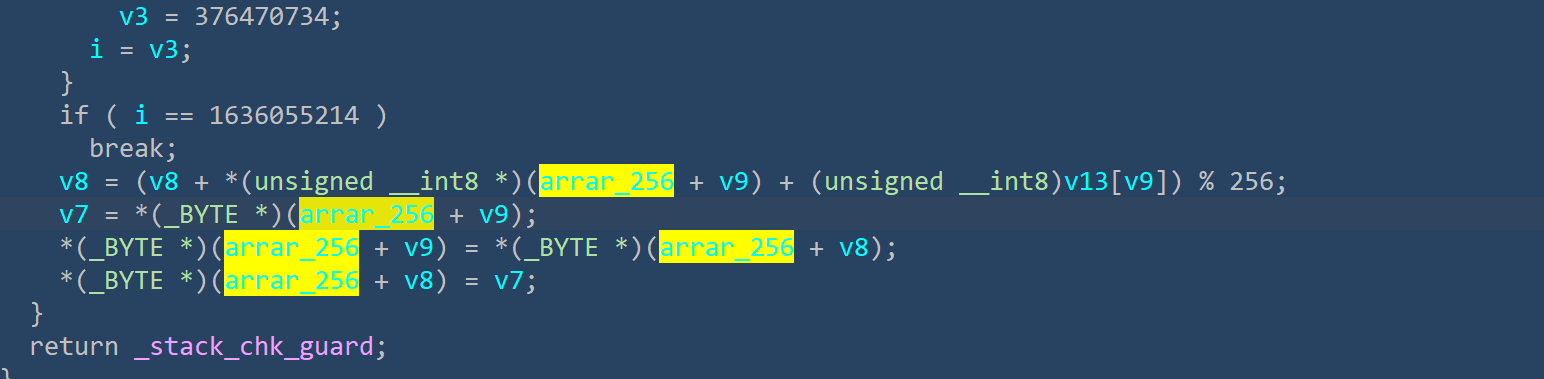 v3 = 376470734;
i = v3;
}
if ( i == 1636055214 )
break;
v8 = (v8 + *(unsigned __int8 *)(arrar_256 + v9) + (unsigned __int8)v13[v9]) % 256;
v7 = *(_BYTE *)(arrar_256 + v9);
*(_BYTE *)(arrar_256 + v9) = *(_BYTE *)(arrar_256 + v8);
*(_BYTE *)(arrar_256 + v8) = v7;
}
return _stack_chk_guard;
}